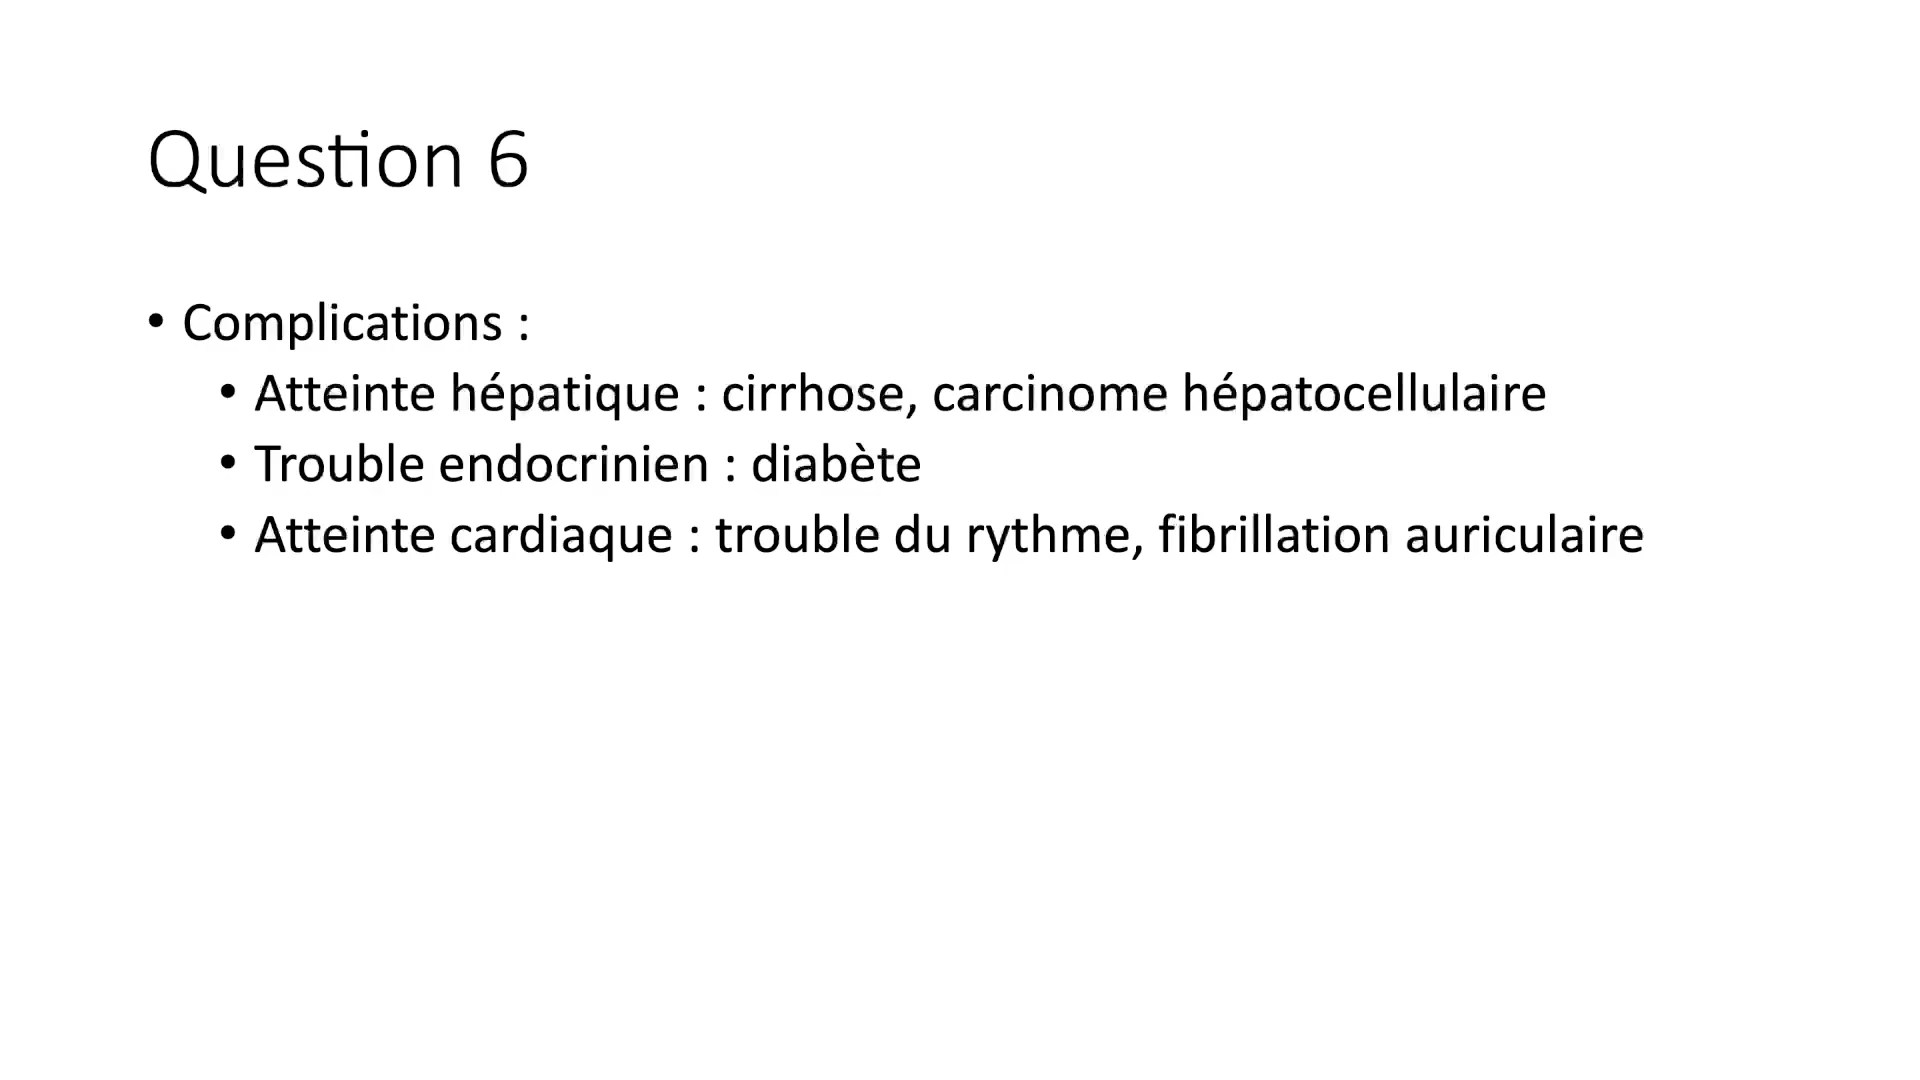 Question 6
• Complications :
• Atteinte hépatique : cirrhose, carcinome hépatocellulaire
• Trouble endocrinien : diabète
• Atteinte cardiaque : trouble du rythme, fibrillation auriculaire